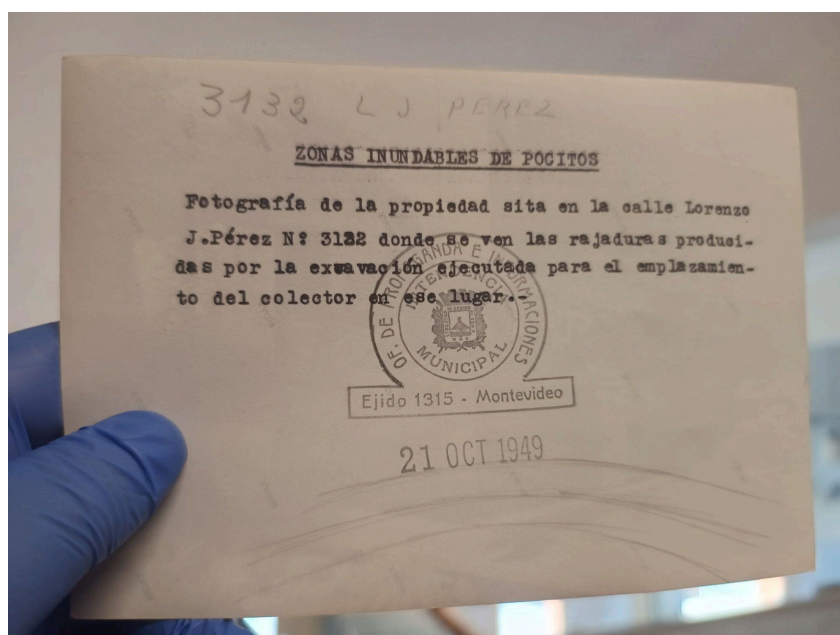 3132 L J PEREZ
ZONAS INUNDABLES DE POCITOS
Fotografía de la propiedad sita en la calle Lorenzo
J.Pérez Nº 3132 donde se ven las rajaduras produci-
das por la exavación ejecutada para el emplazamien-
to del colector en ese lugar.-
OF. DE PROPAGANDA E INFORMACIONES
INTENDENCIA
MUNICIPAL
Ejido 1315 - Montevideo
21 OCT 1949